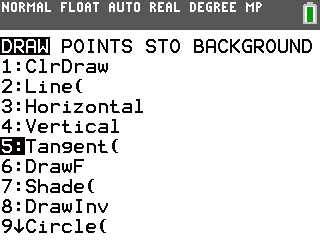 NORMAL FLOAT AUTO REAL DEGREE MP
DRAW POINTS STO BACKGROUND
1:ClrDraw
2:Line(
3:Horizontal
4:Vertical
5:Tangent(
6:DrawF
7:Shade(
8:DrawInv
9↓Circle(